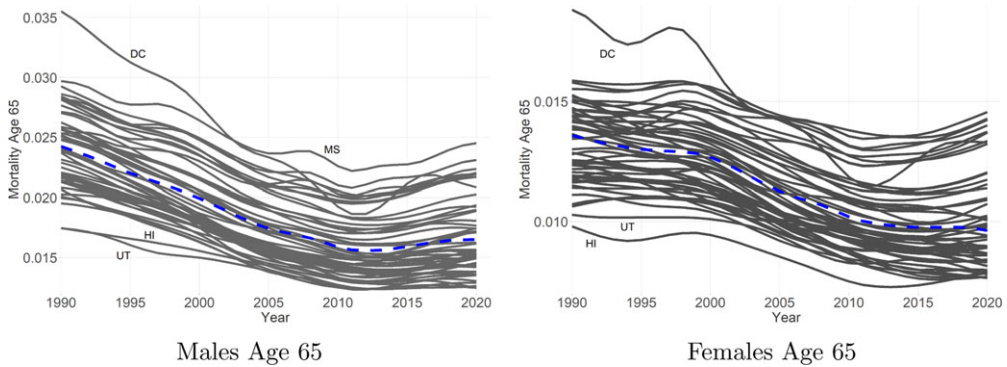 0.035
0.030
0.025
0.020
0.015
Mortality Age 65
DC
MS
HI
UT
1990 1995 2000 2005 2010 2015 2020
Year
Males Age 65
0.015
0.010
Mortality Age 65
DC
UT
HI
1990 1995 2000 2005 2010 2015 2020
Year
Females Age 65